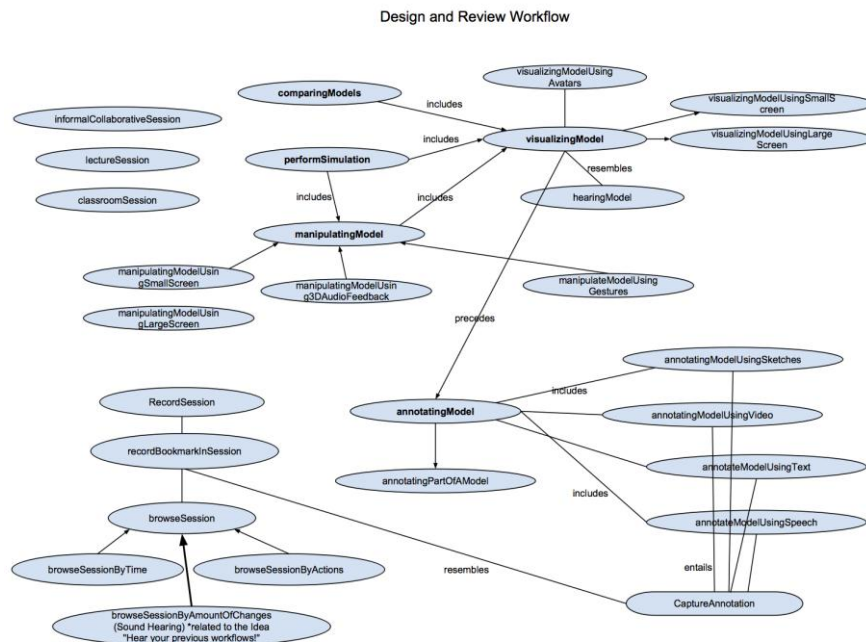 Design and Review Workflow
visualizingModelUsing
Avatars
comparingModels
includes
visualizingModelUsingSmallS
creen
informalCollaborativeSession
includes
visualizingModel
visualizingModelUsingLarge
Screen
lectureSession
performSimulation
resembles
classroomSession
includes
includes
hearingModel
manipulatingModel
manipulatingModelUsin
gSmallScreen
manipulatingModelUsin
g3DAudioFeedback
manipulateModelUsing
Gestures
manipulatingModelUsin
gLargeScreen
precedes
annotatingModelUsingSketches
includes
RecordSession
annotatingModel
annotatingModelUsingVideo
recordBookmarkInSession
annotateModelUsingText
annotatingPartOfAModel
includes
browseSession
annotateModelUsingSpeech
browseSessionByTime
browseSessionByActions
resembles
entails
CaptureAnnotation
browseSessionByAmountOfChanges
(Sound Hearing) *related to the Idea
"Hear your previous workflows!"